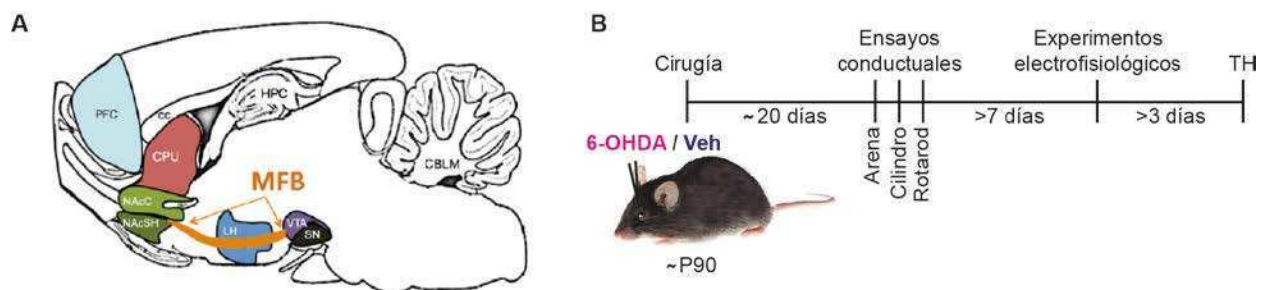 A
PFC
cc
HPC
CPU
CBLM
MFB
NAcC
NAcSH
LH
VTA
SN
B
Ensayos
conductuales
Experimentos
electrofisiológicos
Cirugía
TH
~20 días
>7 días
>3 días
Arena
Cilindro
Rotarod
6-OHDA / Veh
~P90